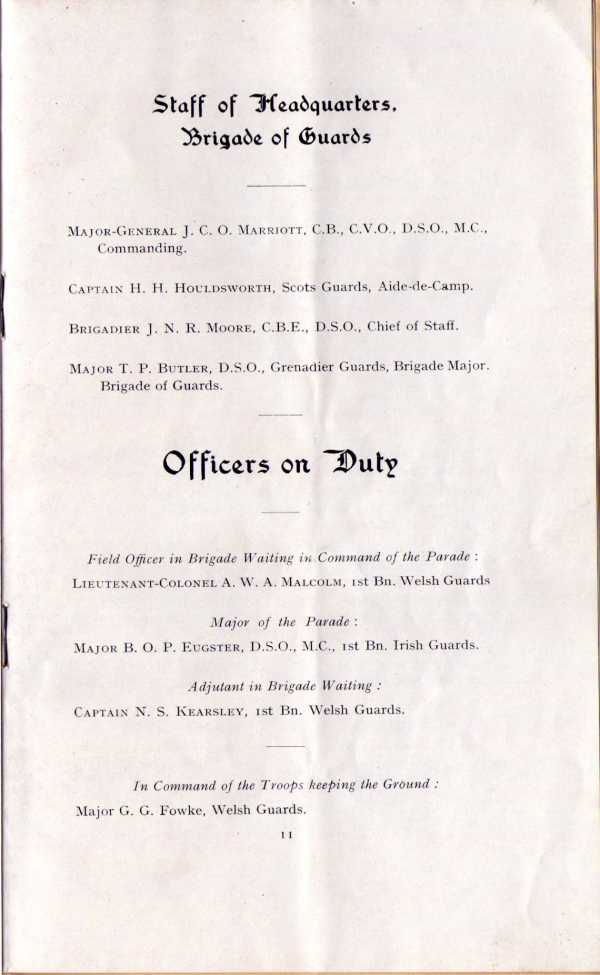 Staff of Headquarters,
Brigade of Guards
Major-General J. C. O. Marriott, C.B., C.V.O., D.S.O., M.C.,
Commanding.
Captain H. H. Houldsworth, Scots Guards, Aide-de-Camp.
Brigadier J. N. R. Moore, C.B.E., D.S.O., Chief of Staff.
Major T. P. Butler, D.S.O., Grenadier Guards, Brigade Major.
Brigade of Guards.
Officers on Duty
Field Officer in Brigade Waiting in Command of the Parade :
Lieutenant-Colonel A. W. A. Malcolm, 1st Bn. Welsh Guards
Major of the Parade :
Major B. O. P. Eugster, D.S.O., M.C., 1st Bn. Irish Guards.
Adjutant in Brigade Waiting :
Captain N. S. Kearsley, 1st Bn. Welsh Guards.
In Command of the Troops keeping the Ground :
Major G. G. Fowke, Welsh Guards.
11